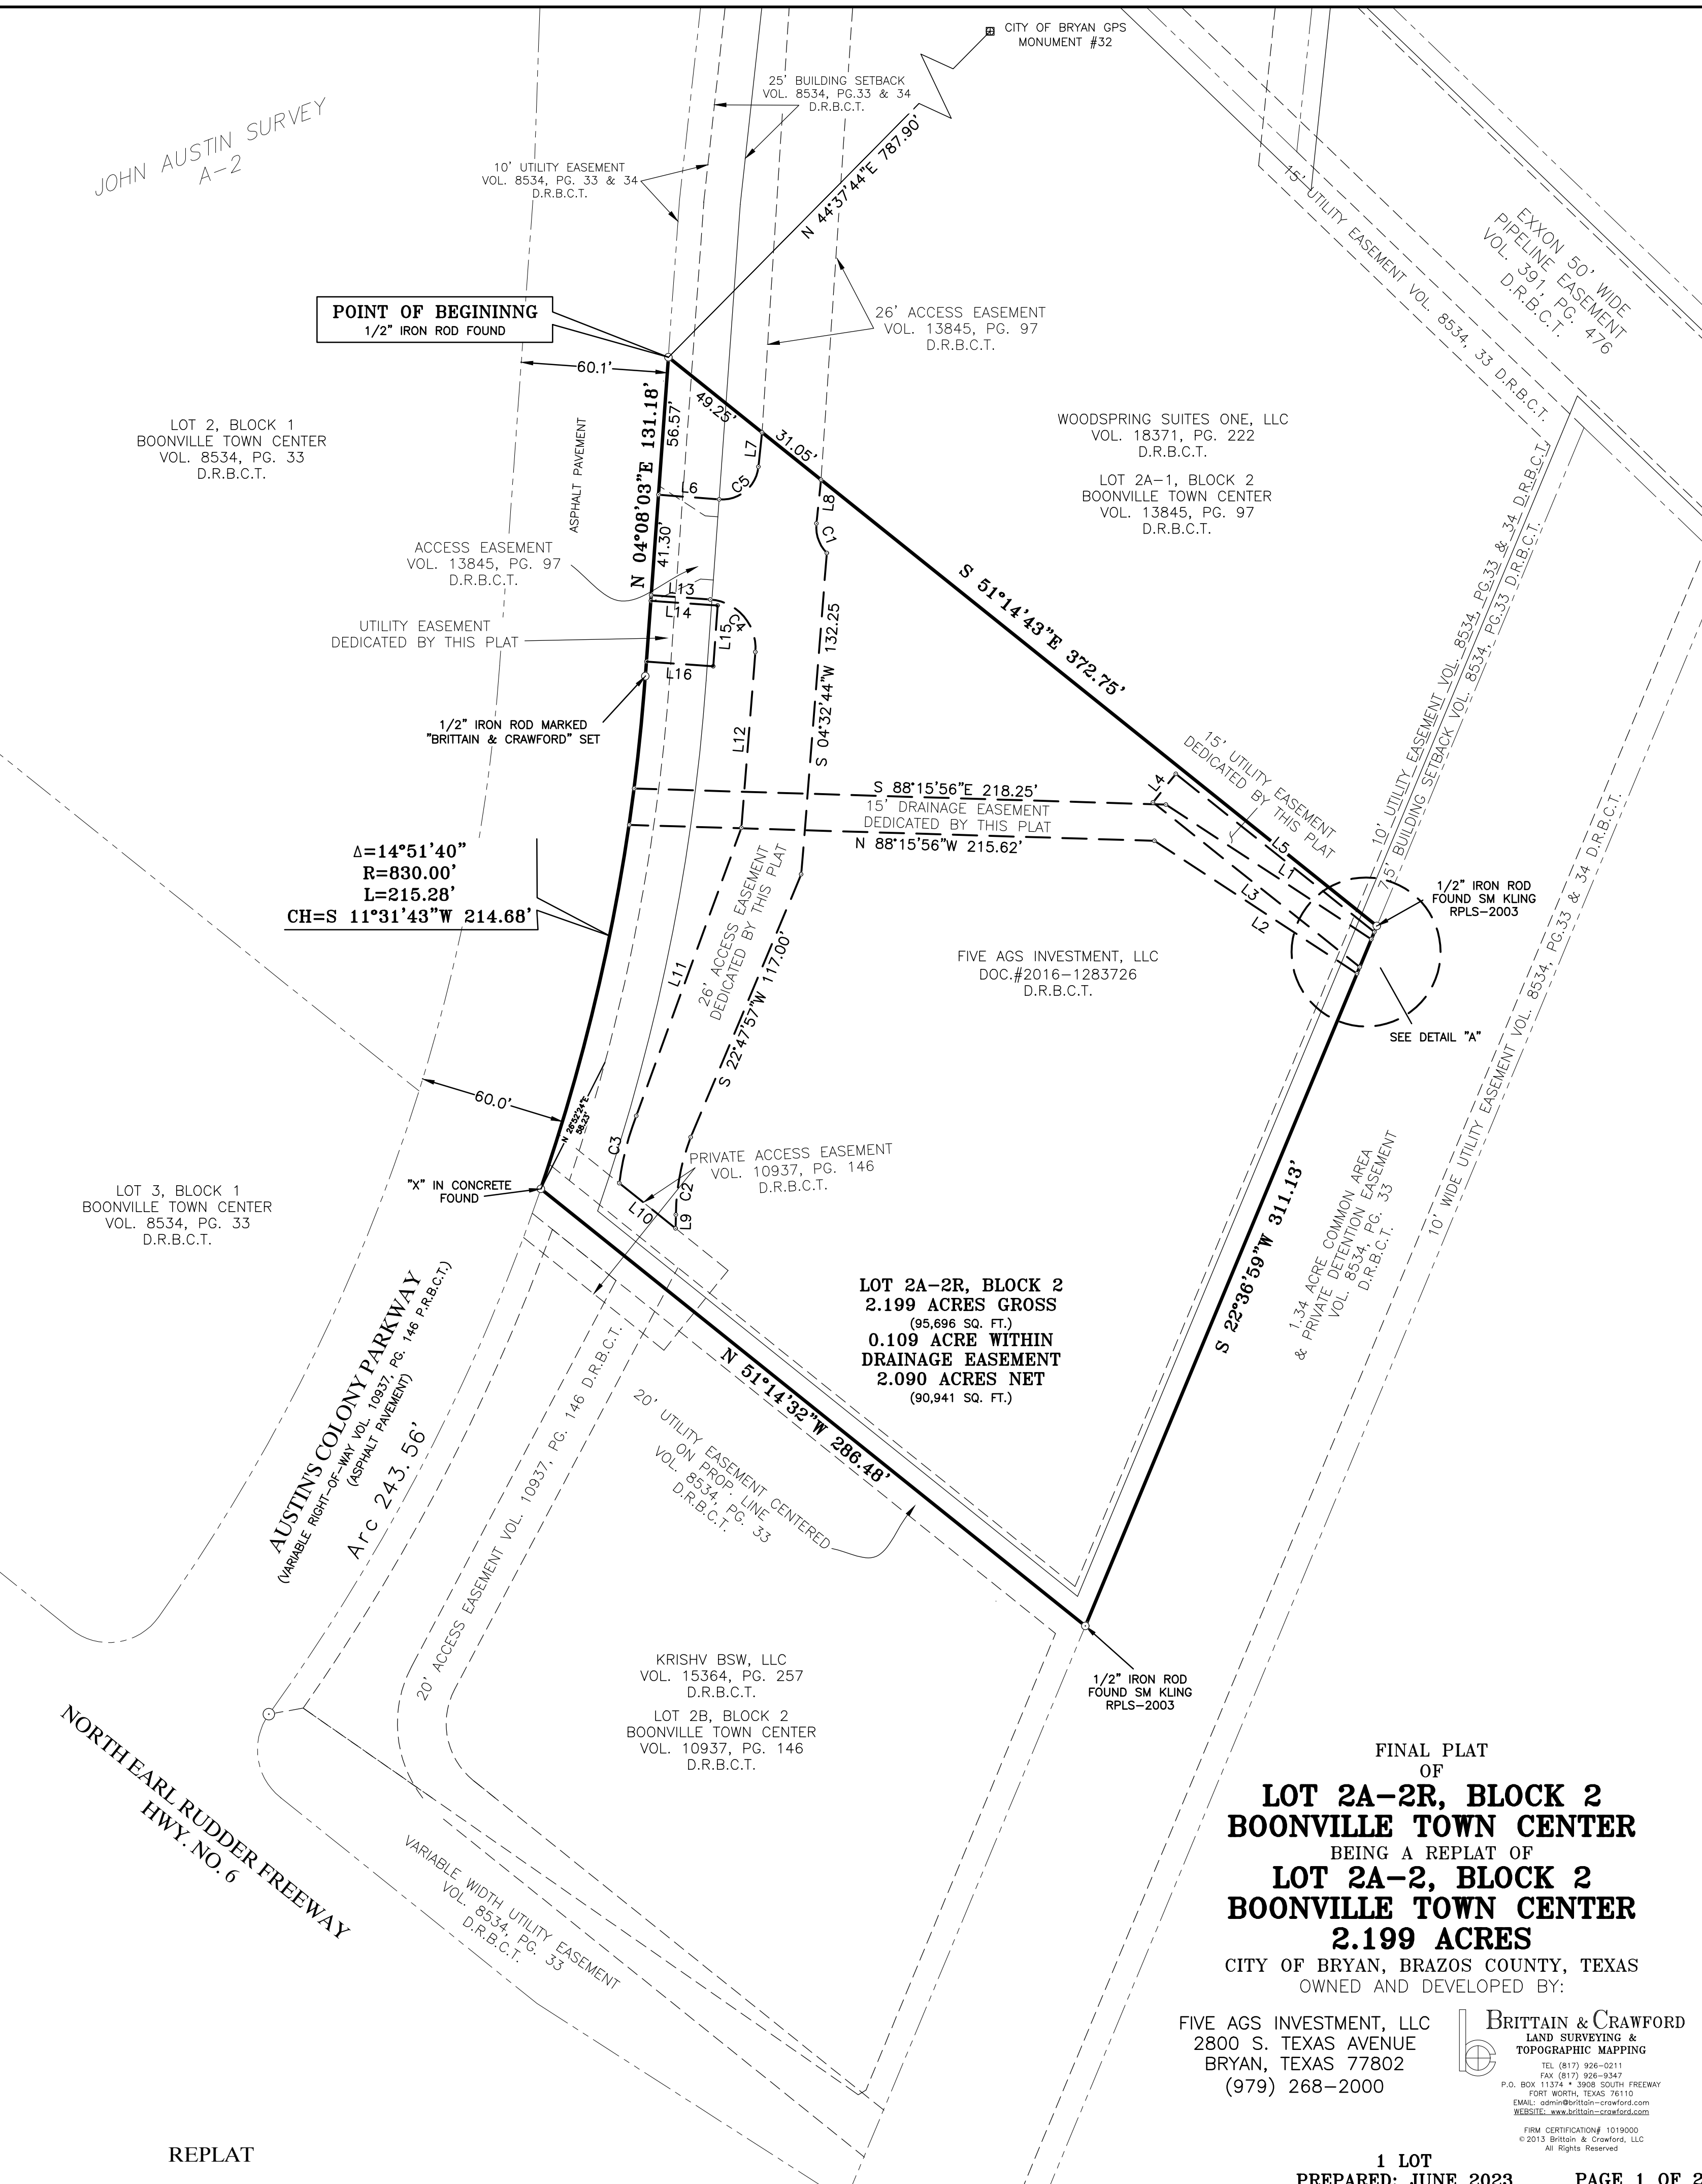 CITY OF BRYAN GPS
MONUMENT #32
25' BUILDING SETBACK
VOL. 8534, PG.33 & 34
D.R.B.C.T.
JOHN AUSTIN SURVEY
A-2
10' UTILITY EASEMENT
VOL. 8534, PG. 33 & 34
D.R.B.C.T.
N 44°37'44"E 787.90'
15' UTILITY EASEMENT VOL. 8534, 33 D.R.B.C.T.
EXXON 50' WIDE
PIPELINE EASEMENT
VOL. 391, PG. 476
D.R.B.C.T.
POINT OF BEGININNG
1/2" IRON ROD FOUND
26' ACCESS EASEMENT
VOL. 13845, PG. 97
D.R.B.C.T.
60.1'
49.25'
31.05'
N 04°08'03"E 131.18'
56.57'
41.30'
ASPHALT PAVEMENT
L7
L6
C5
L8
C1
LOT 2, BLOCK 1
BOONVILLE TOWN CENTER
VOL. 8534, PG. 33
D.R.B.C.T.
WOODSPRING SUITES ONE, LLC
VOL. 18371, PG. 222
D.R.B.C.T.
LOT 2A-1, BLOCK 2
BOONVILLE TOWN CENTER
VOL. 13845, PG. 97
D.R.B.C.T.
ACCESS EASEMENT
VOL. 13845, PG. 97
D.R.B.C.T.
S 51°14'43"E 372.75'
L13
L14
L15
C4
L16
UTILITY EASEMENT
DEDICATED BY THIS PLAT
S 04°32'44"W 132.25
L12
1/2" IRON ROD MARKED
"BRITTAIN & CRAWFORD" SET
10' UTILITY EASEMENT VOL. 8534, PG.33 & 34 D.R.B.C.T.
7.5' BUILDING SETBACK VOL. 8534, PG.33 D.R.B.C.T.
15' UTILITY EASEMENT
DEDICATED BY THIS PLAT
L4
S 88°15'56"E 218.25'
15' DRAINAGE EASEMENT
DEDICATED BY THIS PLAT
N 88°15'56"W 215.62'
L5
L1
L3
L2
Δ=14°51'40"
R=830.00'
L=215.28'
CH=S 11°31'43"W 214.68'
26' ACCESS EASEMENT
DEDICATED BY THIS PLAT
L11
S 22°47'57"W 117.00'
1/2" IRON ROD
FOUND SM KLING
RPLS-2003
FIVE AGS INVESTMENT, LLC
DOC.#2016-1283726
D.R.B.C.T.
SEE DETAIL "A"
10' WIDE UTILITY EASEMENT VOL. 8534, PG.33 & 34 D.R.B.C.T.
60.0'
N 26°52'24"E
58.23'
C3
PRIVATE ACCESS EASEMENT
VOL. 10937, PG. 146
D.R.B.C.T.
"X" IN CONCRETE
FOUND
L10
L9
C2
LOT 3, BLOCK 1
BOONVILLE TOWN CENTER
VOL. 8534, PG. 33
D.R.B.C.T.
S 22°36'59"W 311.13'
1.34 ACRE COMMON AREA
& PRIVATE DETENTION EASEMENT
VOL. 8534, PG. 33
D.R.B.C.T.
LOT 2A-2R, BLOCK 2
2.199 ACRES GROSS
(95,696 SQ. FT.)
0.109 ACRE WITHIN
DRAINAGE EASEMENT
2.090 ACRES NET
(90,941 SQ. FT.)
AUSTIN'S COLONY PARKWAY
(VARIABLE RIGHT-OF-WAY VOL. 10937, PG. 146 P.R.B.C.T.)
(ASPHALT PAVEMENT)
Arc 243.56'
N 51°14'32"W 286.48'
20' ACCESS EASEMENT VOL. 10937, PG. 146 D.R.B.C.T.
20' UTILITY EASEMENT CENTERED
ON PROP. LINE
VOL. 8534, PG. 33
D.R.B.C.T.
KRISHV BSW, LLC
VOL. 15364, PG. 257
D.R.B.C.T.
LOT 2B, BLOCK 2
BOONVILLE TOWN CENTER
VOL. 10937, PG. 146
D.R.B.C.T.
1/2" IRON ROD
FOUND SM KLING
RPLS-2003
NORTH EARL RUDDER FREEWAY
HWY. NO. 6
VARIABLE WIDTH UTILITY EASEMENT
VOL. 8534, PG. 33
D.R.B.C.T.
FINAL PLAT
OF
LOT 2A-2R, BLOCK 2
BOONVILLE TOWN CENTER
BEING A REPLAT OF
LOT 2A-2, BLOCK 2
BOONVILLE TOWN CENTER
2.199 ACRES
CITY OF BRYAN, BRAZOS COUNTY, TEXAS
OWNED AND DEVELOPED BY:
FIVE AGS INVESTMENT, LLC
2800 S. TEXAS AVENUE
BRYAN, TEXAS 77802
(979) 268-2000
BRITTAIN & CRAWFORD
LAND SURVEYING &
TOPOGRAPHIC MAPPING
TEL (817) 926-0211
FAX (817) 926-9347
P.O. BOX 11374 * 3908 SOUTH FREEWAY
FORT WORTH, TEXAS 76110
EMAIL: admin@brittain-crawford.com
WEBSITE: www.brittain-crawford.com
FIRM CERTIFICATION# 1019000
© 2013 Brittain & Crawford, LLC
All Rights Reserved
REPLAT
1 LOT
PREPARED: JUNE 2023
PAGE 1 OF 2